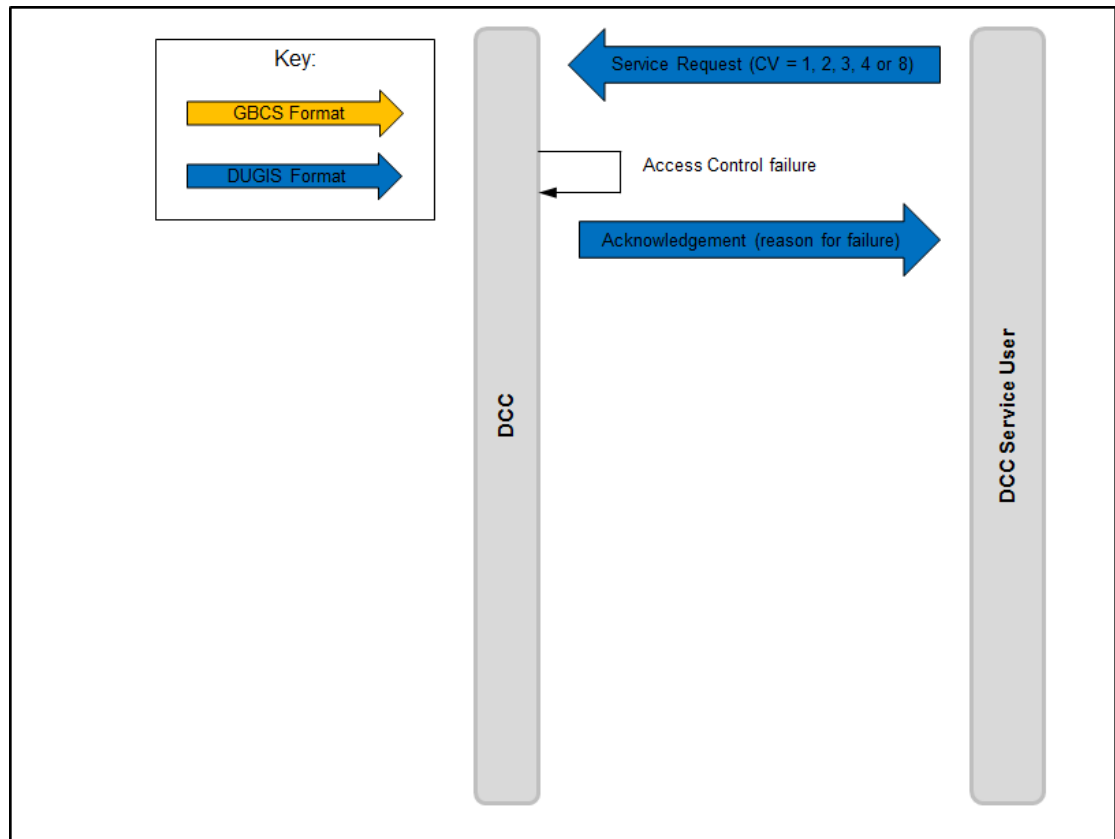 Key:
GBCS Format
DUGIS Format
Service Request (CV = 1, 2, 3, 4 or 8)
Access Control failure
Acknowledgement (reason for failure)
DCC
DCC Service User